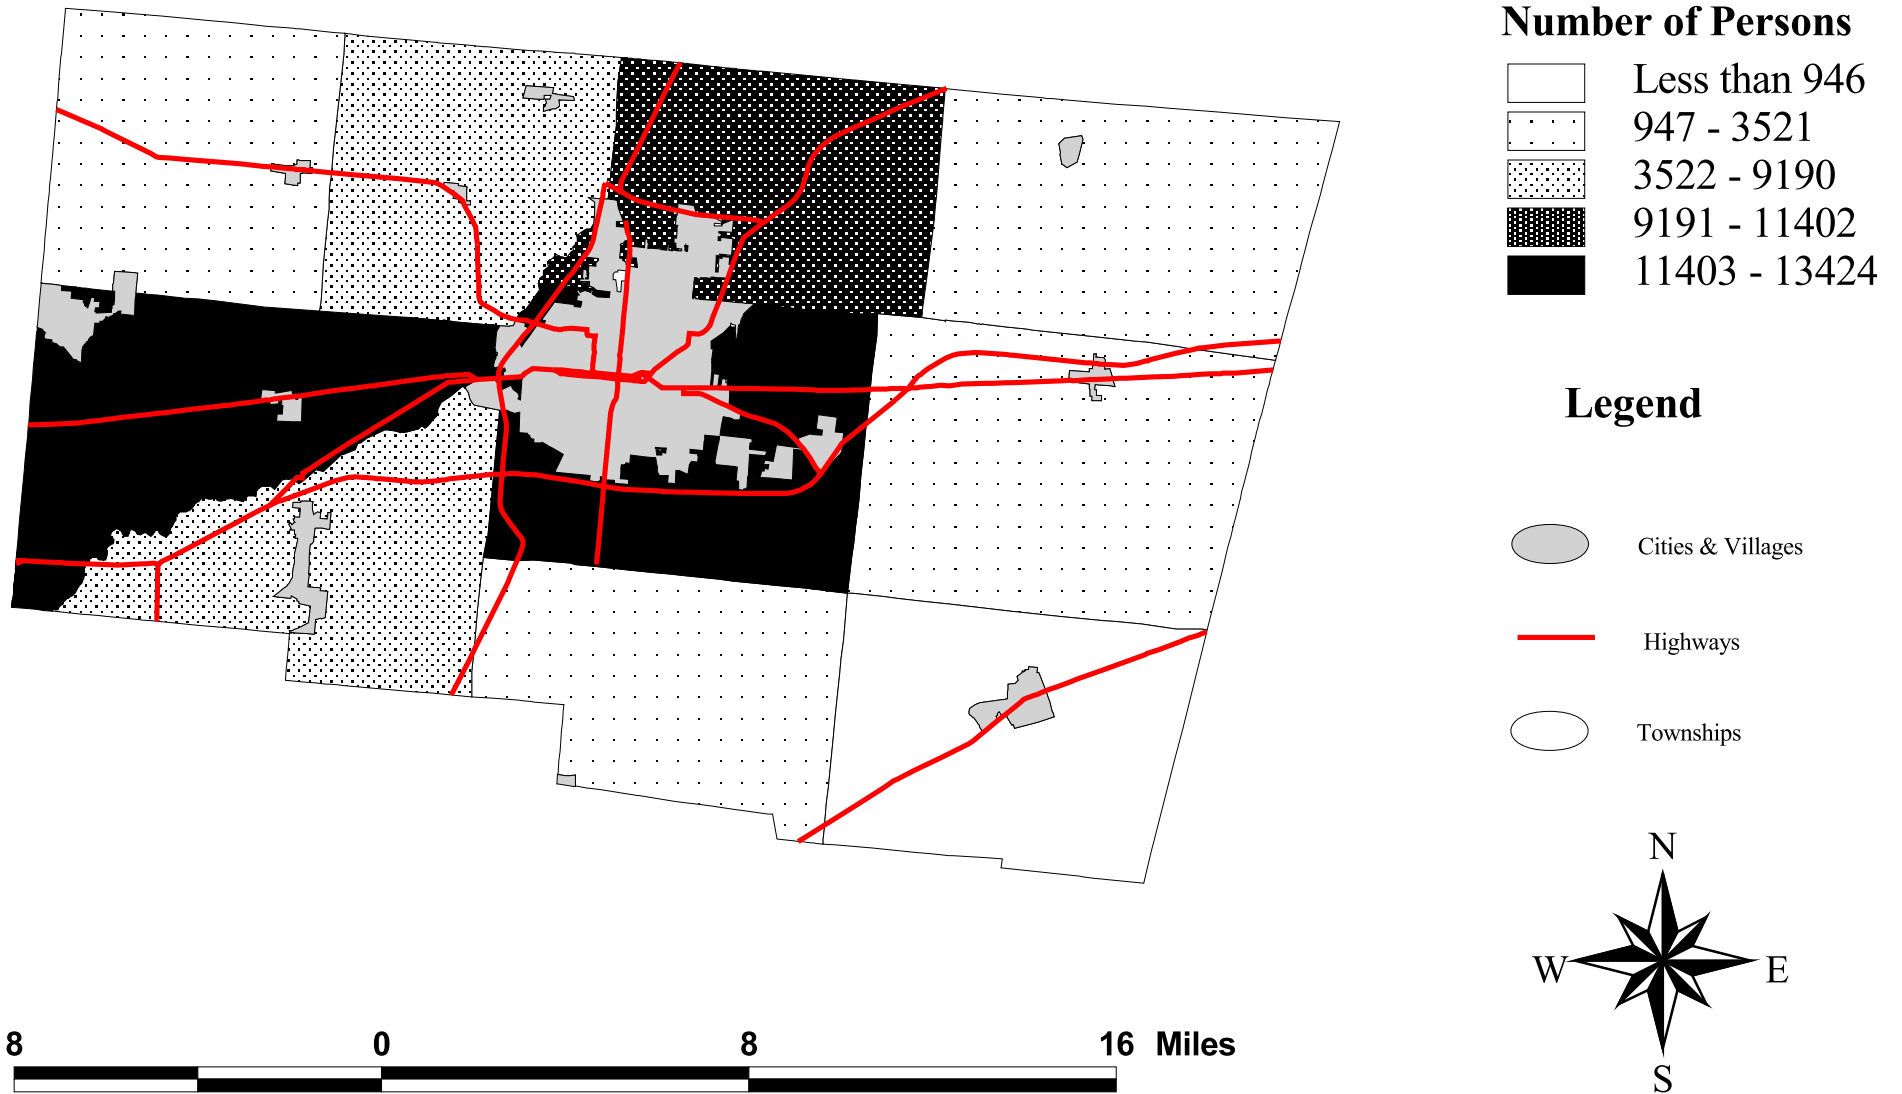 Number of Persons
Less than 946
947 - 3521
3522 - 9190
9191 - 11402
11403 - 13424
Legend
Cities & Villages
Highways
Townships
N
W E
S
8 0 8 16 Miles